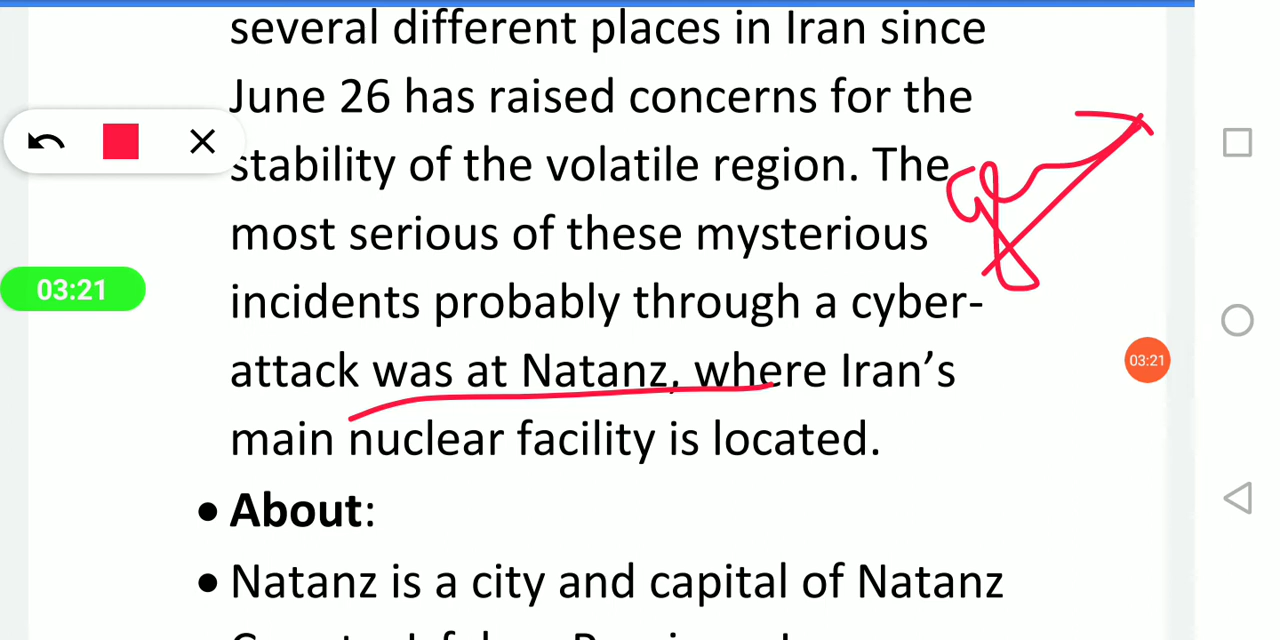 several different places in Iran since
June 26 has raised concerns for the
stability of the volatile region. The
most serious of these mysterious
03:21
incidents probably through a cyber-
03:21
attack was at Natanz, where Iran’s
main nuclear facility is located.
• About:
• Natanz is a city and capital of Natanz